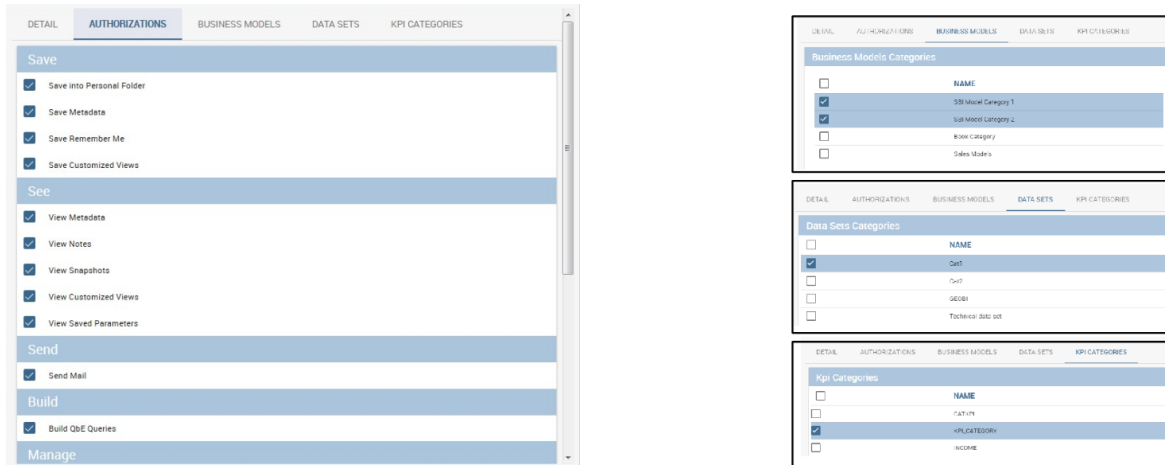 DETAIL AUTHORIZATIONS BUSINESS MODELS DATA SETS KPI CATEGORIES
Save
Save into Personal Folder
Save Metadata
Save Remember Me
Save Customized Views
See
View Metadata
View Notes
View Snapshots
View Customized Views
View Saved Parameters
Send
Send Mail
Build
Build QbE Queries
Manage
DETAIL AUTHORIZATIONS BUSINESS MODELS DATA SETS KPI CATEGORIES
Business Models Categories
NAME
SBI Model Category 1
SBI Model Category 2
Book Category
Sales Models
DETAIL AUTHORIZATIONS BUSINESS MODELS DATA SETS KPI CATEGORIES
Data Sets Categories
NAME
Cat1
Cat2
GEOBI
Technical data set
DETAIL AUTHORIZATIONS BUSINESS MODELS DATA SETS KPI CATEGORIES
Kpi Categories
NAME
CATKPI
KPI_CATEGORY
INCOME